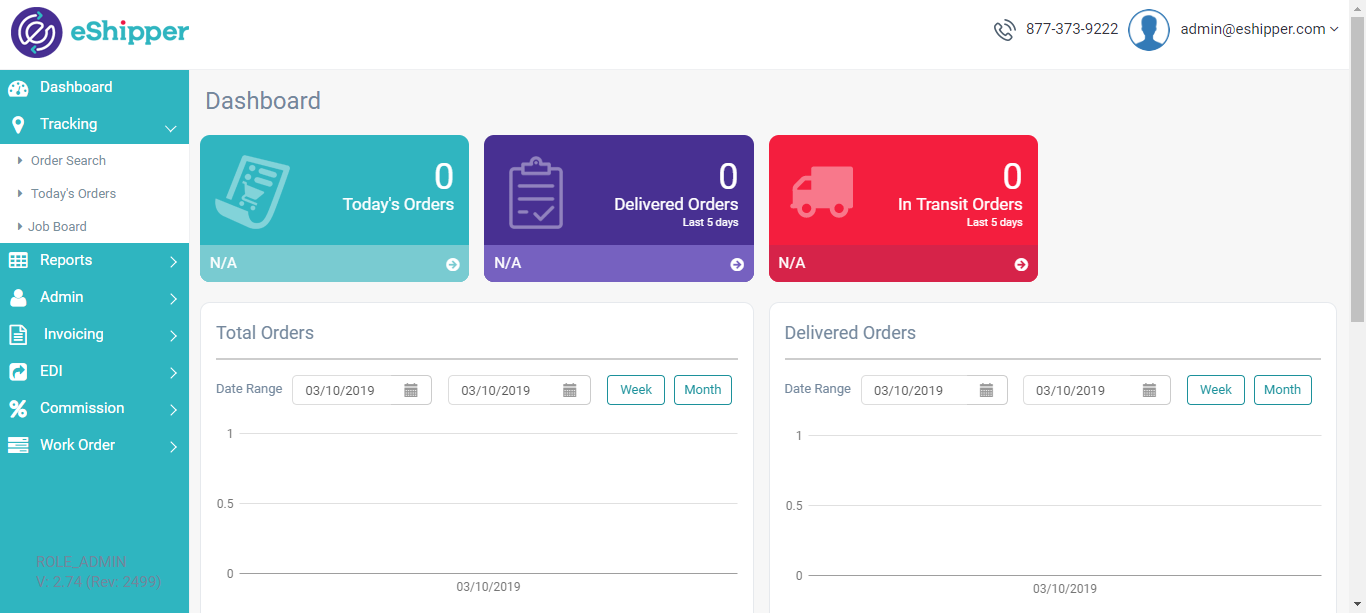 eShipper
877-373-9222
admin@eshipper.com
Dashboard
Tracking
Order Search
Today's Orders
Job Board
Reports
Admin
Invoicing
EDI
Commission
Work Order
ROLE_ADMIN
V: 2.74 (Rev: 2499)
Dashboard
0
Today's Orders
N/A
0
Delivered Orders
Last 5 days
N/A
0
In Transit Orders
Last 5 days
N/A
Total Orders
Date Range 03/10/2019 03/10/2019 Week Month
1
0.5
0
03/10/2019
Delivered Orders
Date Range 03/10/2019 03/10/2019 Week Month
1
0.5
0
03/10/2019